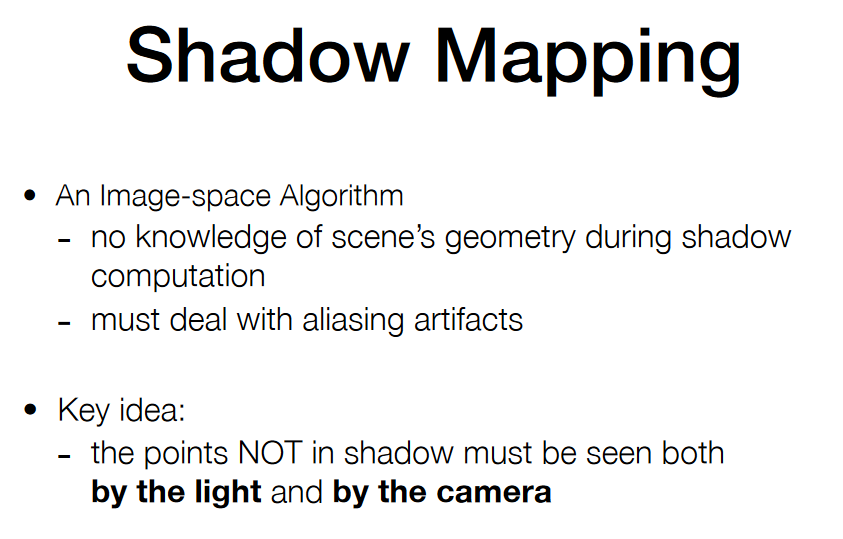 Shadow Mapping
• An Image-space Algorithm
- no knowledge of scene’s geometry during shadow
computation
- must deal with aliasing artifacts
• Key idea:
- the points NOT in shadow must be seen both
by the light and by the camera